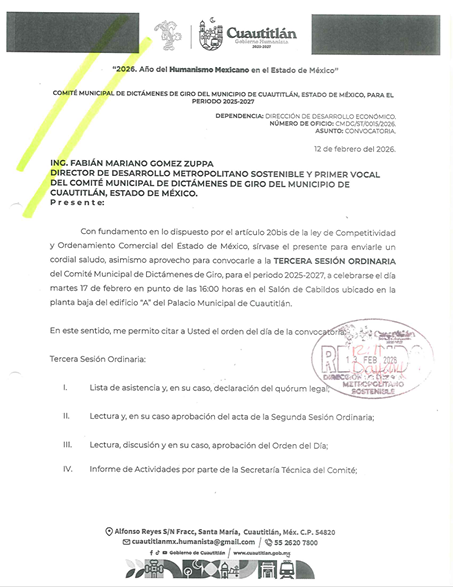 Cuautitlán
Gobierno Humanista
2025-2027
"2026. Año del Humanismo Mexicano en el Estado de México"
COMITÉ MUNICIPAL DE DICTÁMENES DE GIRO DEL MUNICIPIO DE CUAUTITLÁN, ESTADO DE MÉXICO, PARA EL
PERIODO 2025-2027
DEPENDENCIA: DIRECCIÓN DE DESARROLLO ECONÓMICO.
NÚMERO DE OFICIO: CMDG/ST/0015/2026.
ASUNTO: CONVOCATORIA.
12 de febrero del 2026.
ING. FABIÁN MARIANO GOMEZ ZUPPA
DIRECTOR DE DESARROLLO METROPOLITANO SOSTENIBLE Y PRIMER VOCAL
DEL COMITÉ MUNICIPAL DE DICTÁMENES DE GIRO DEL MUNICIPIO DE
CUAUTITLÁN, ESTADO DE MÉXICO.
Presente:
Con fundamento en lo dispuesto por el artículo 20bis de la ley de Competitividad
y Ordenamiento Comercial del Estado de México, sírvase el presente para enviarle un
cordial saludo, asimismo aprovecho para convocarle a la TERCERA SESIÓN ORDINARIA
del Comité Municipal de Dictámenes de Giro, para el periodo 2025-2027, a celebrarse el día
martes 17 de febrero en punto de las 16:00 horas en el Salón de Cabildos ubicado en la
planta baja del edificio "A" del Palacio Municipal de Cuautitlán.
En este sentido, me permito citar a Usted el orden del día de la convocatoria:
Cuautitlán
13 FEB 2026
METROPOLITANO
SOSTENIBLE
Tercera Sesión Ordinaria:
I. Lista de asistencia y, en su caso, declaración del quórum legal;
II. Lectura y, en su caso aprobación del acta de la Segunda Sesión Ordinaria;
III. Lectura, discusión y en su caso, aprobación del Orden del Día;
IV. Informe de Actividades por parte de la Secretaría Técnica del Comité;
Alfonso Reyes S/N Fracc, Santa María, Cuautitlán, Méx. C.P. 54820
cuautitlanmx.humanista@gmail.com / 55 2620 7800
Gobierno de Cuautitlán / www.cuautitlan.gob.mx